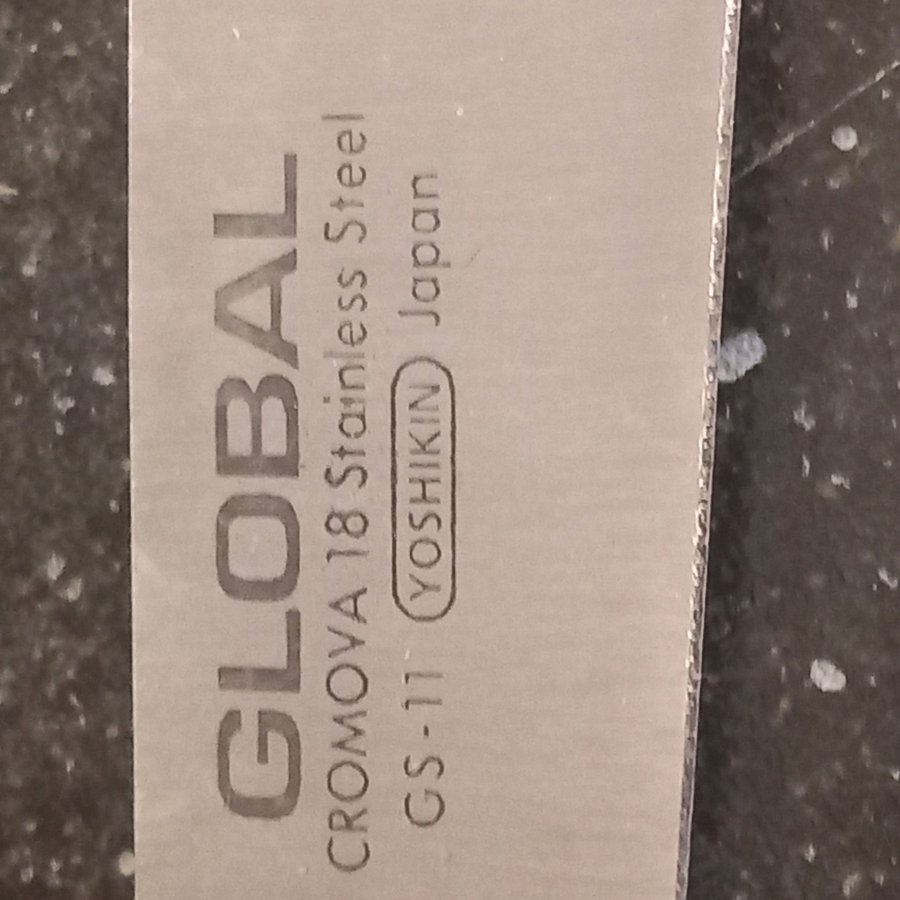 GLOBAL
CROMOVA 18 Stainless Steel
GS-11 YOSHIKIN Japan